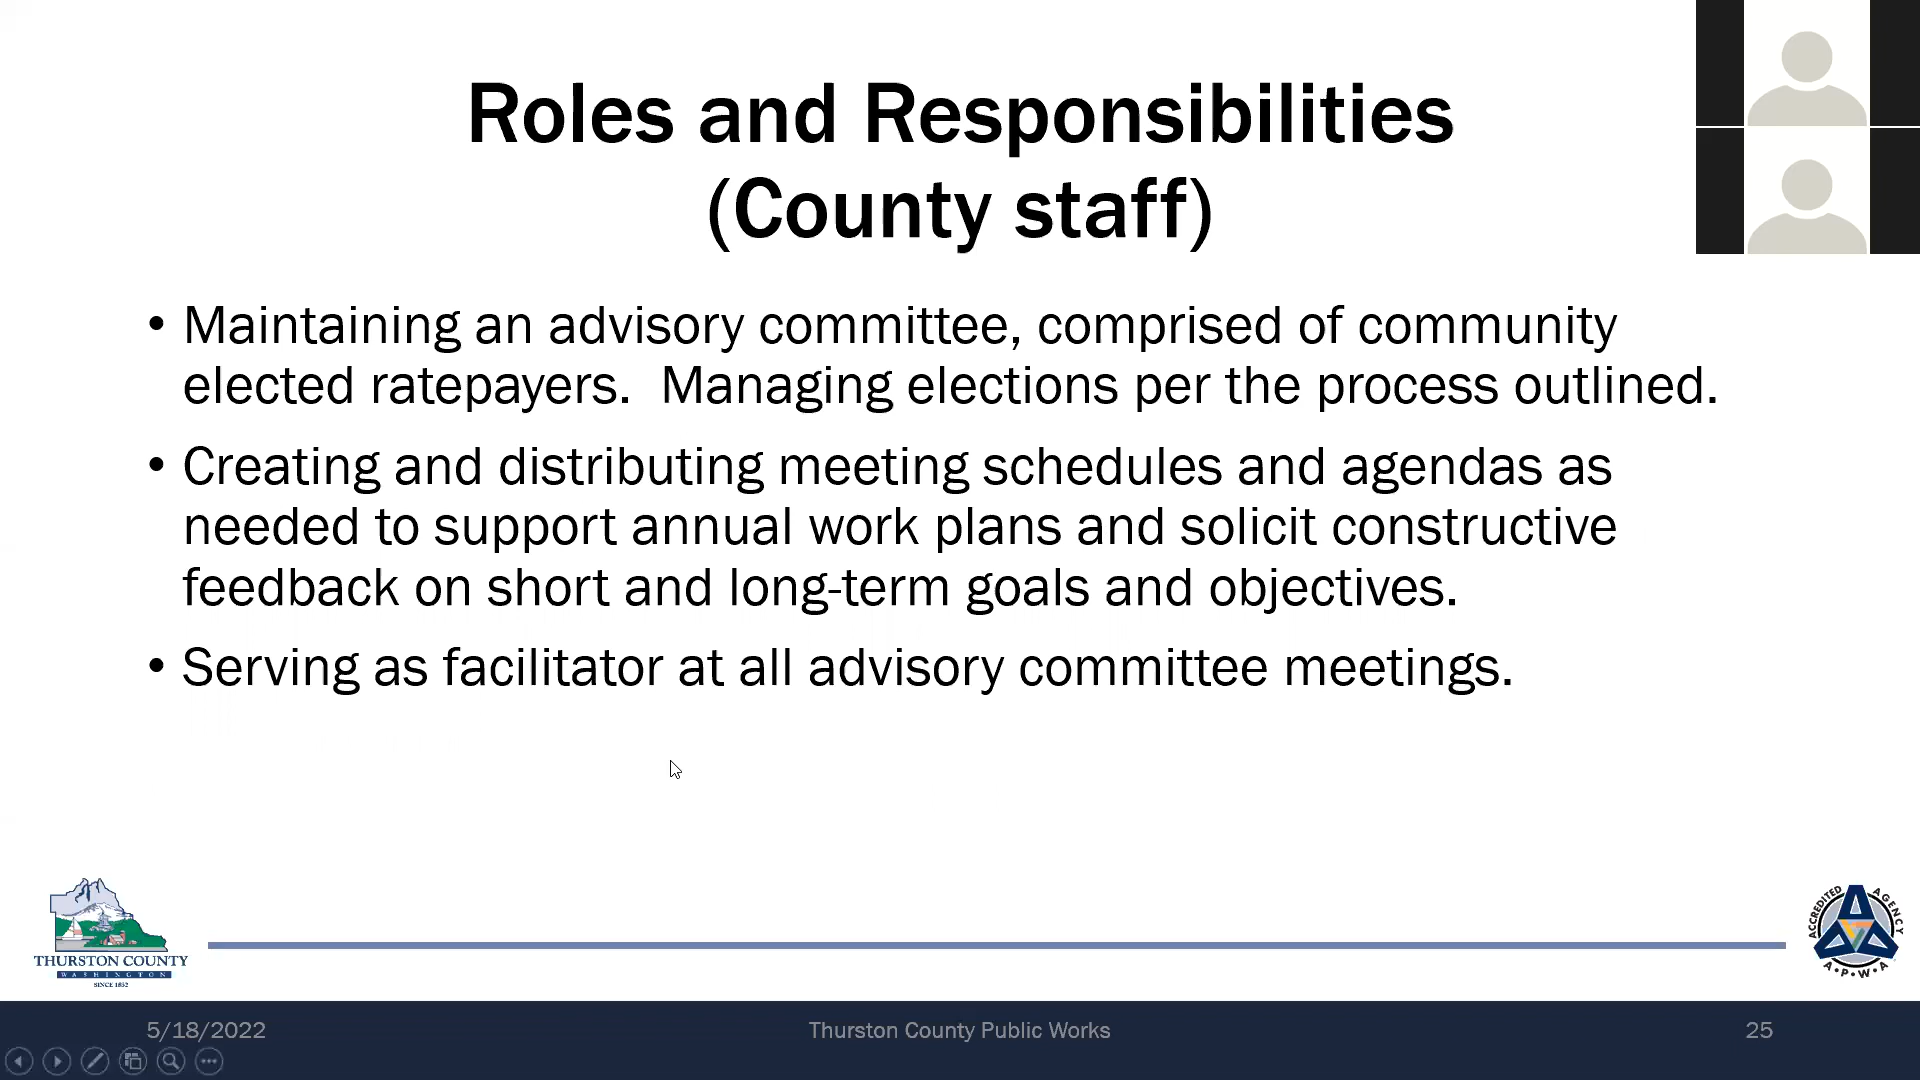 Roles and Responsibilities
(County staff)
• Maintaining an advisory committee, comprised of community
elected ratepayers.  Managing elections per the process outlined.
• Creating and distributing meeting schedules and agendas as
needed to support annual work plans and solicit constructive
feedback on short and long-term goals and objectives.
• Serving as facilitator at all advisory committee meetings.
THURSTON COUNTY
WASHINGTON
SINCE 1852
ACCREDITED AGENCY
A•P•W•A
5/18/2022
Thurston County Public Works
25